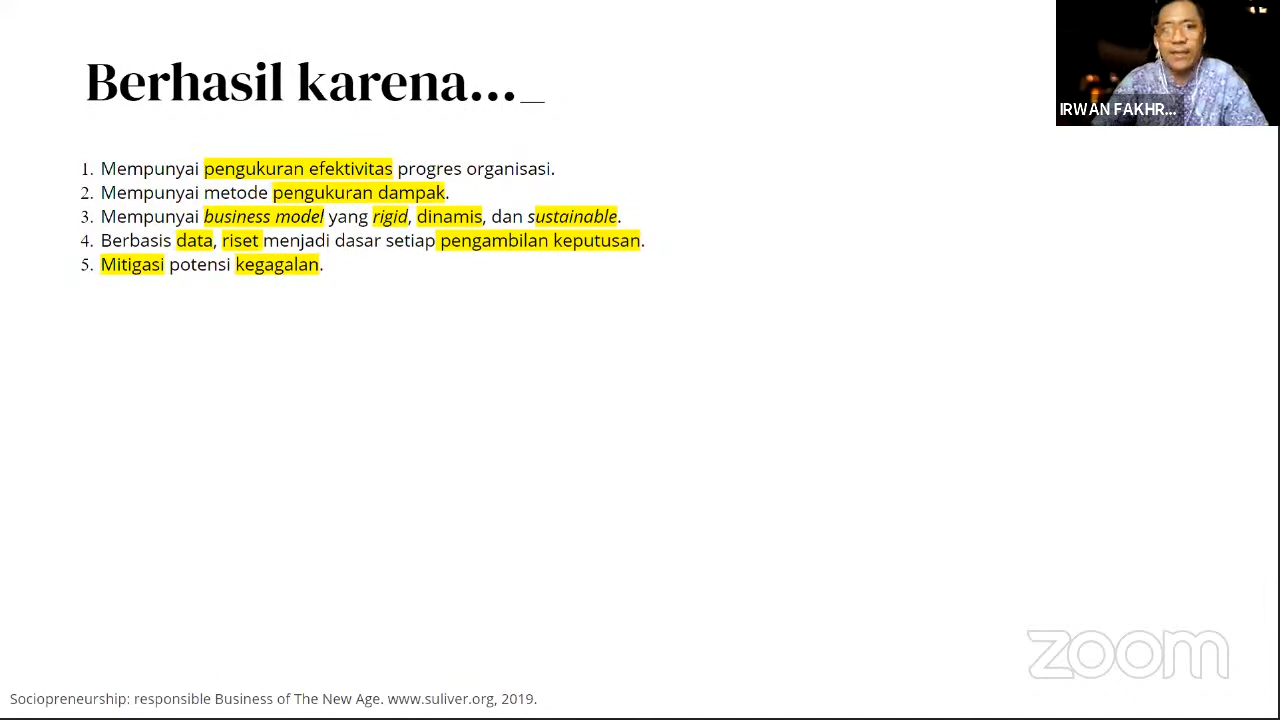 Berhasil karena..._
IRWAN FAKHR...
1. Mempunyai pengukuran efektivitas progres organisasi.
2. Mempunyai metode pengukuran dampak.
3. Mempunyai business model yang rigid, dinamis, dan sustainable.
4. Berbasis data, riset menjadi dasar setiap pengambilan keputusan.
5. Mitigasi potensi kegagalan.
zoom
Sociopreneurship: responsible Business of The New Age. www.suliver.org, 2019.